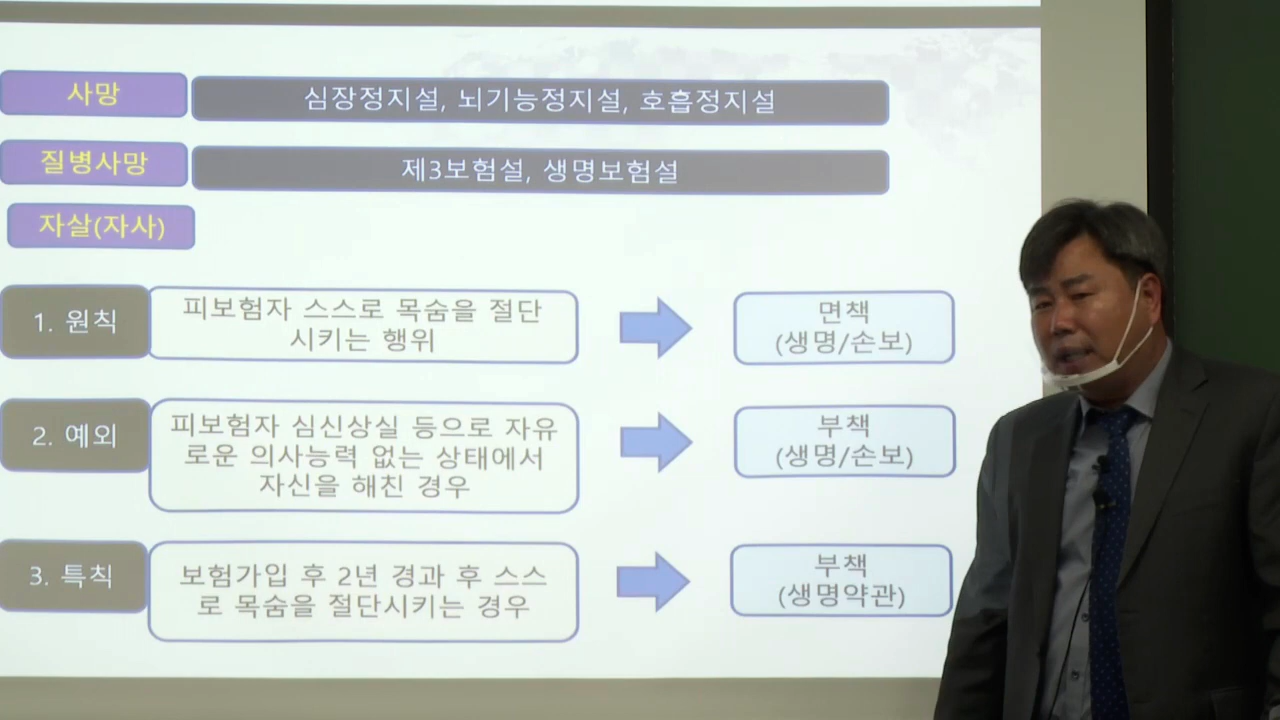 사망
심장정지설, 뇌기능정지설, 호흡정지설
질병사망
제3보험설, 생명보험설
자살(자사)
1. 원칙
피보험자 스스로 목숨을 절단
시키는 행위
면책
(생명/손보)
2. 예외
피보험자 심신상실 등으로 자유
로운 의사능력 없는 상태에서
자신을 해친 경우
부책
(생명/손보)
3. 특칙
보험가입 후 2년 경과 후 스스
로 목숨을 절단시키는 경우
부책
(생명약관)